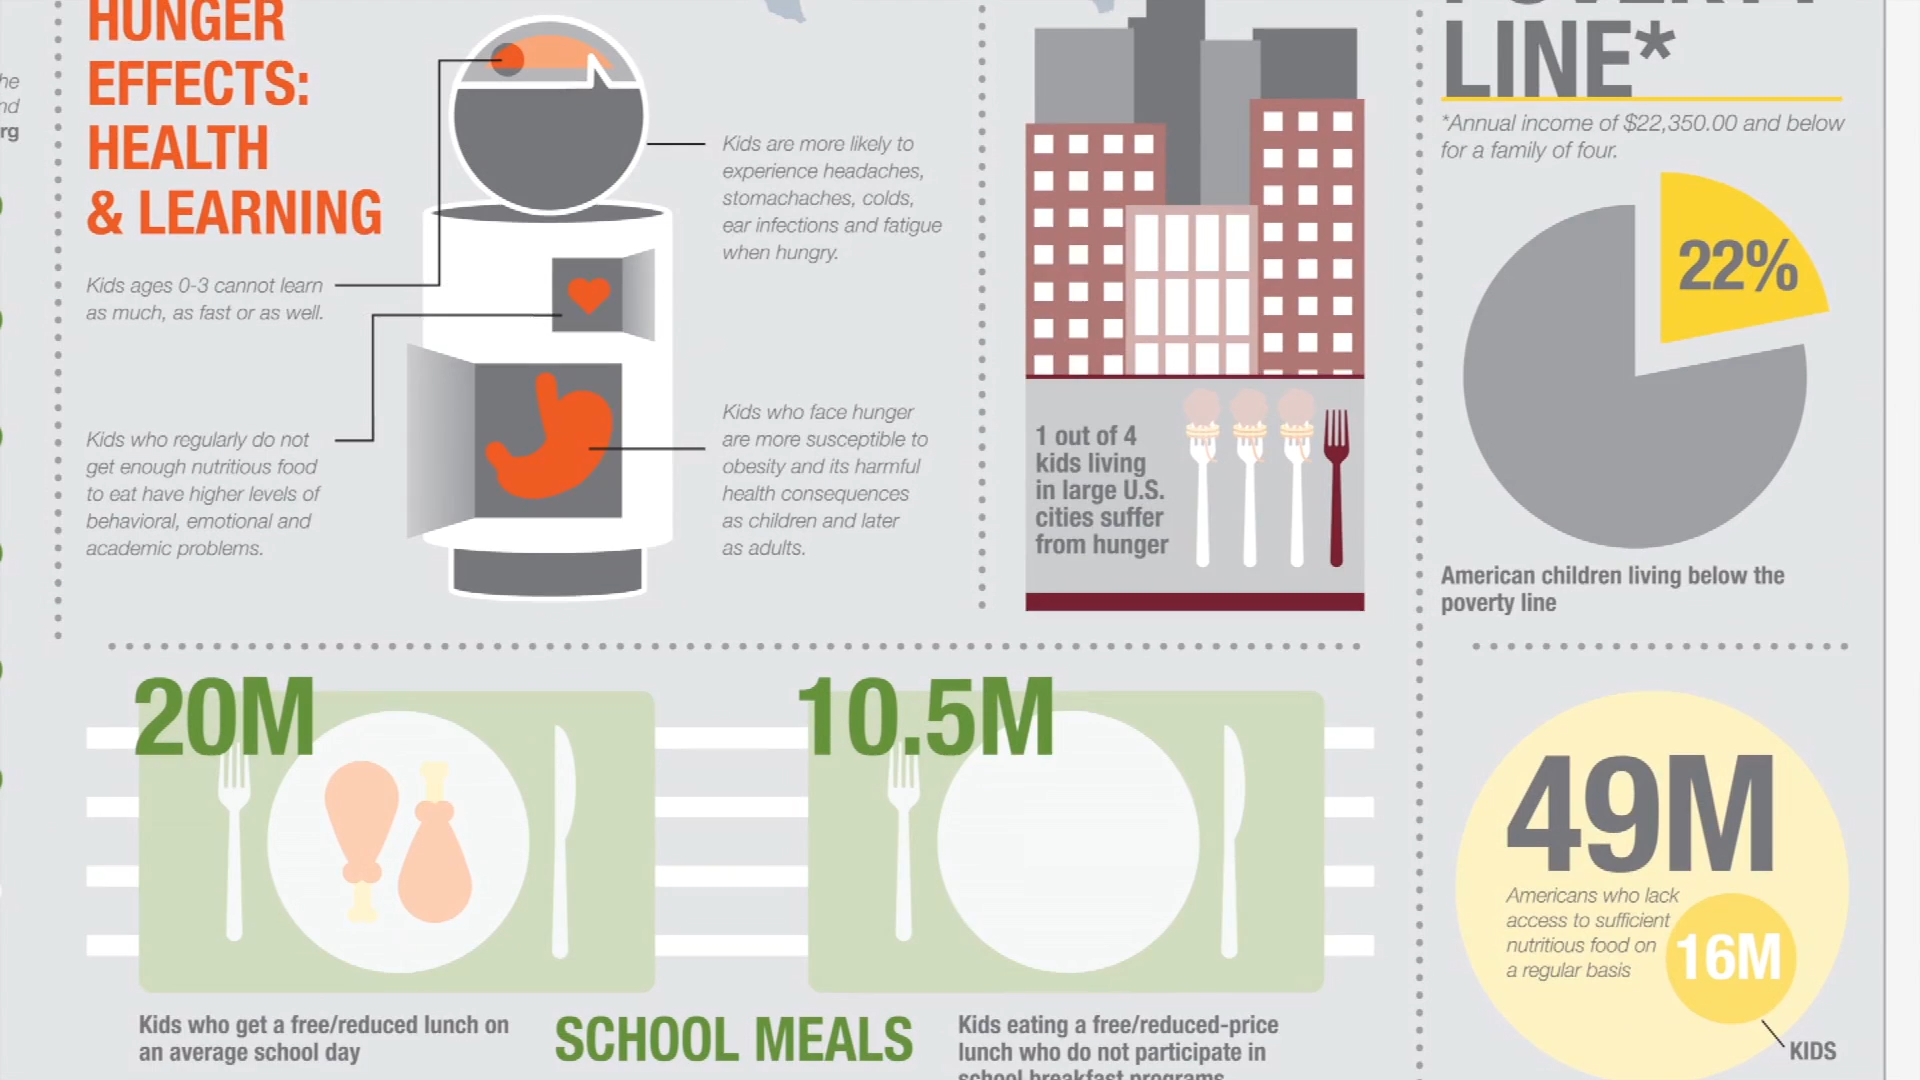 he
nd
rg
HUNGER
EFFECTS:
HEALTH
& LEARNING
Kids ages 0-3 cannot learn
as much, as fast or as well.
Kids who regularly do not
get enough nutritious food
to eat have higher levels of
behavioral, emotional and
academic problems.
Kids are more likely to
experience headaches,
stomachaches, colds,
ear infections and fatigue
when hungry.
Kids who face hunger
are more susceptible to
obesity and its harmful
health consequences
as children and later
as adults.
1 out of 4
kids living
in large U.S.
cities suffer
from hunger
POVERTY
LINE*
*Annual income of $22,350.00 and below
for a family of four.
22%
American children living below the
poverty line
20M
Kids who get a free/reduced lunch on
an average school day
SCHOOL MEALS
10.5M
Kids eating a free/reduced-price
lunch who do not participate in
school breakfast programs
49M
Americans who lack
access to sufficient
nutritious food on
a regular basis
16M
KIDS